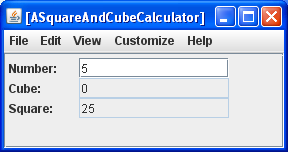 [ASquareAndCubeCalculator]
File Edit View Customize Help
Number: 5
Cube: 0
Square: 25